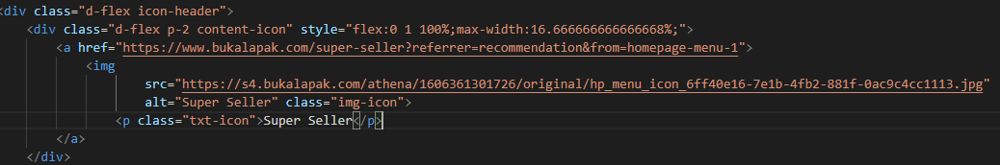 <div class="d-flex icon-header">
<div class="d-flex p-2 content-icon" style="flex:0 1 100%;max-width:16.666666666666668%;">
<a href="https://www.bukalapak.com/super-seller?referrer=recommendation&from=homepage-menu-1">
<img
src="https://s4.bukalapak.com/athena/1606361301726/original/hp_menu_icon_6ff40e16-7e1b-4fb2-881f-0ac9c4cc1113.jpg"
alt="Super Seller" class="img-icon">
<p class="txt-icon">Super Seller</p>
</a>
</div>